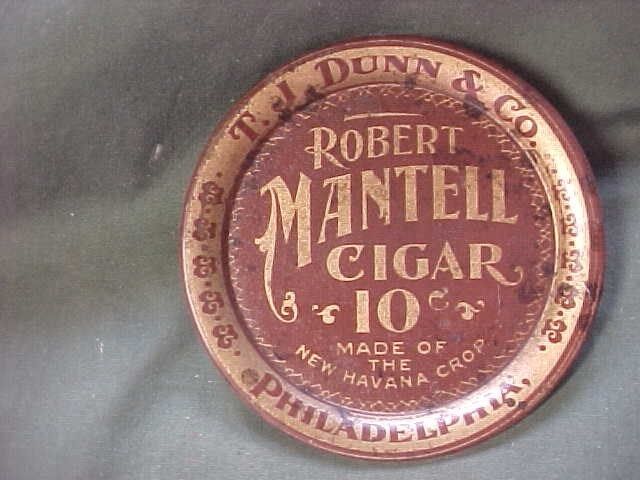 T. J. DUNN & CO.
ROBERT
MANTELL
CIGAR
10¢
MADE OF
THE
NEW HAVANA CROP
PHILADELPHIA,